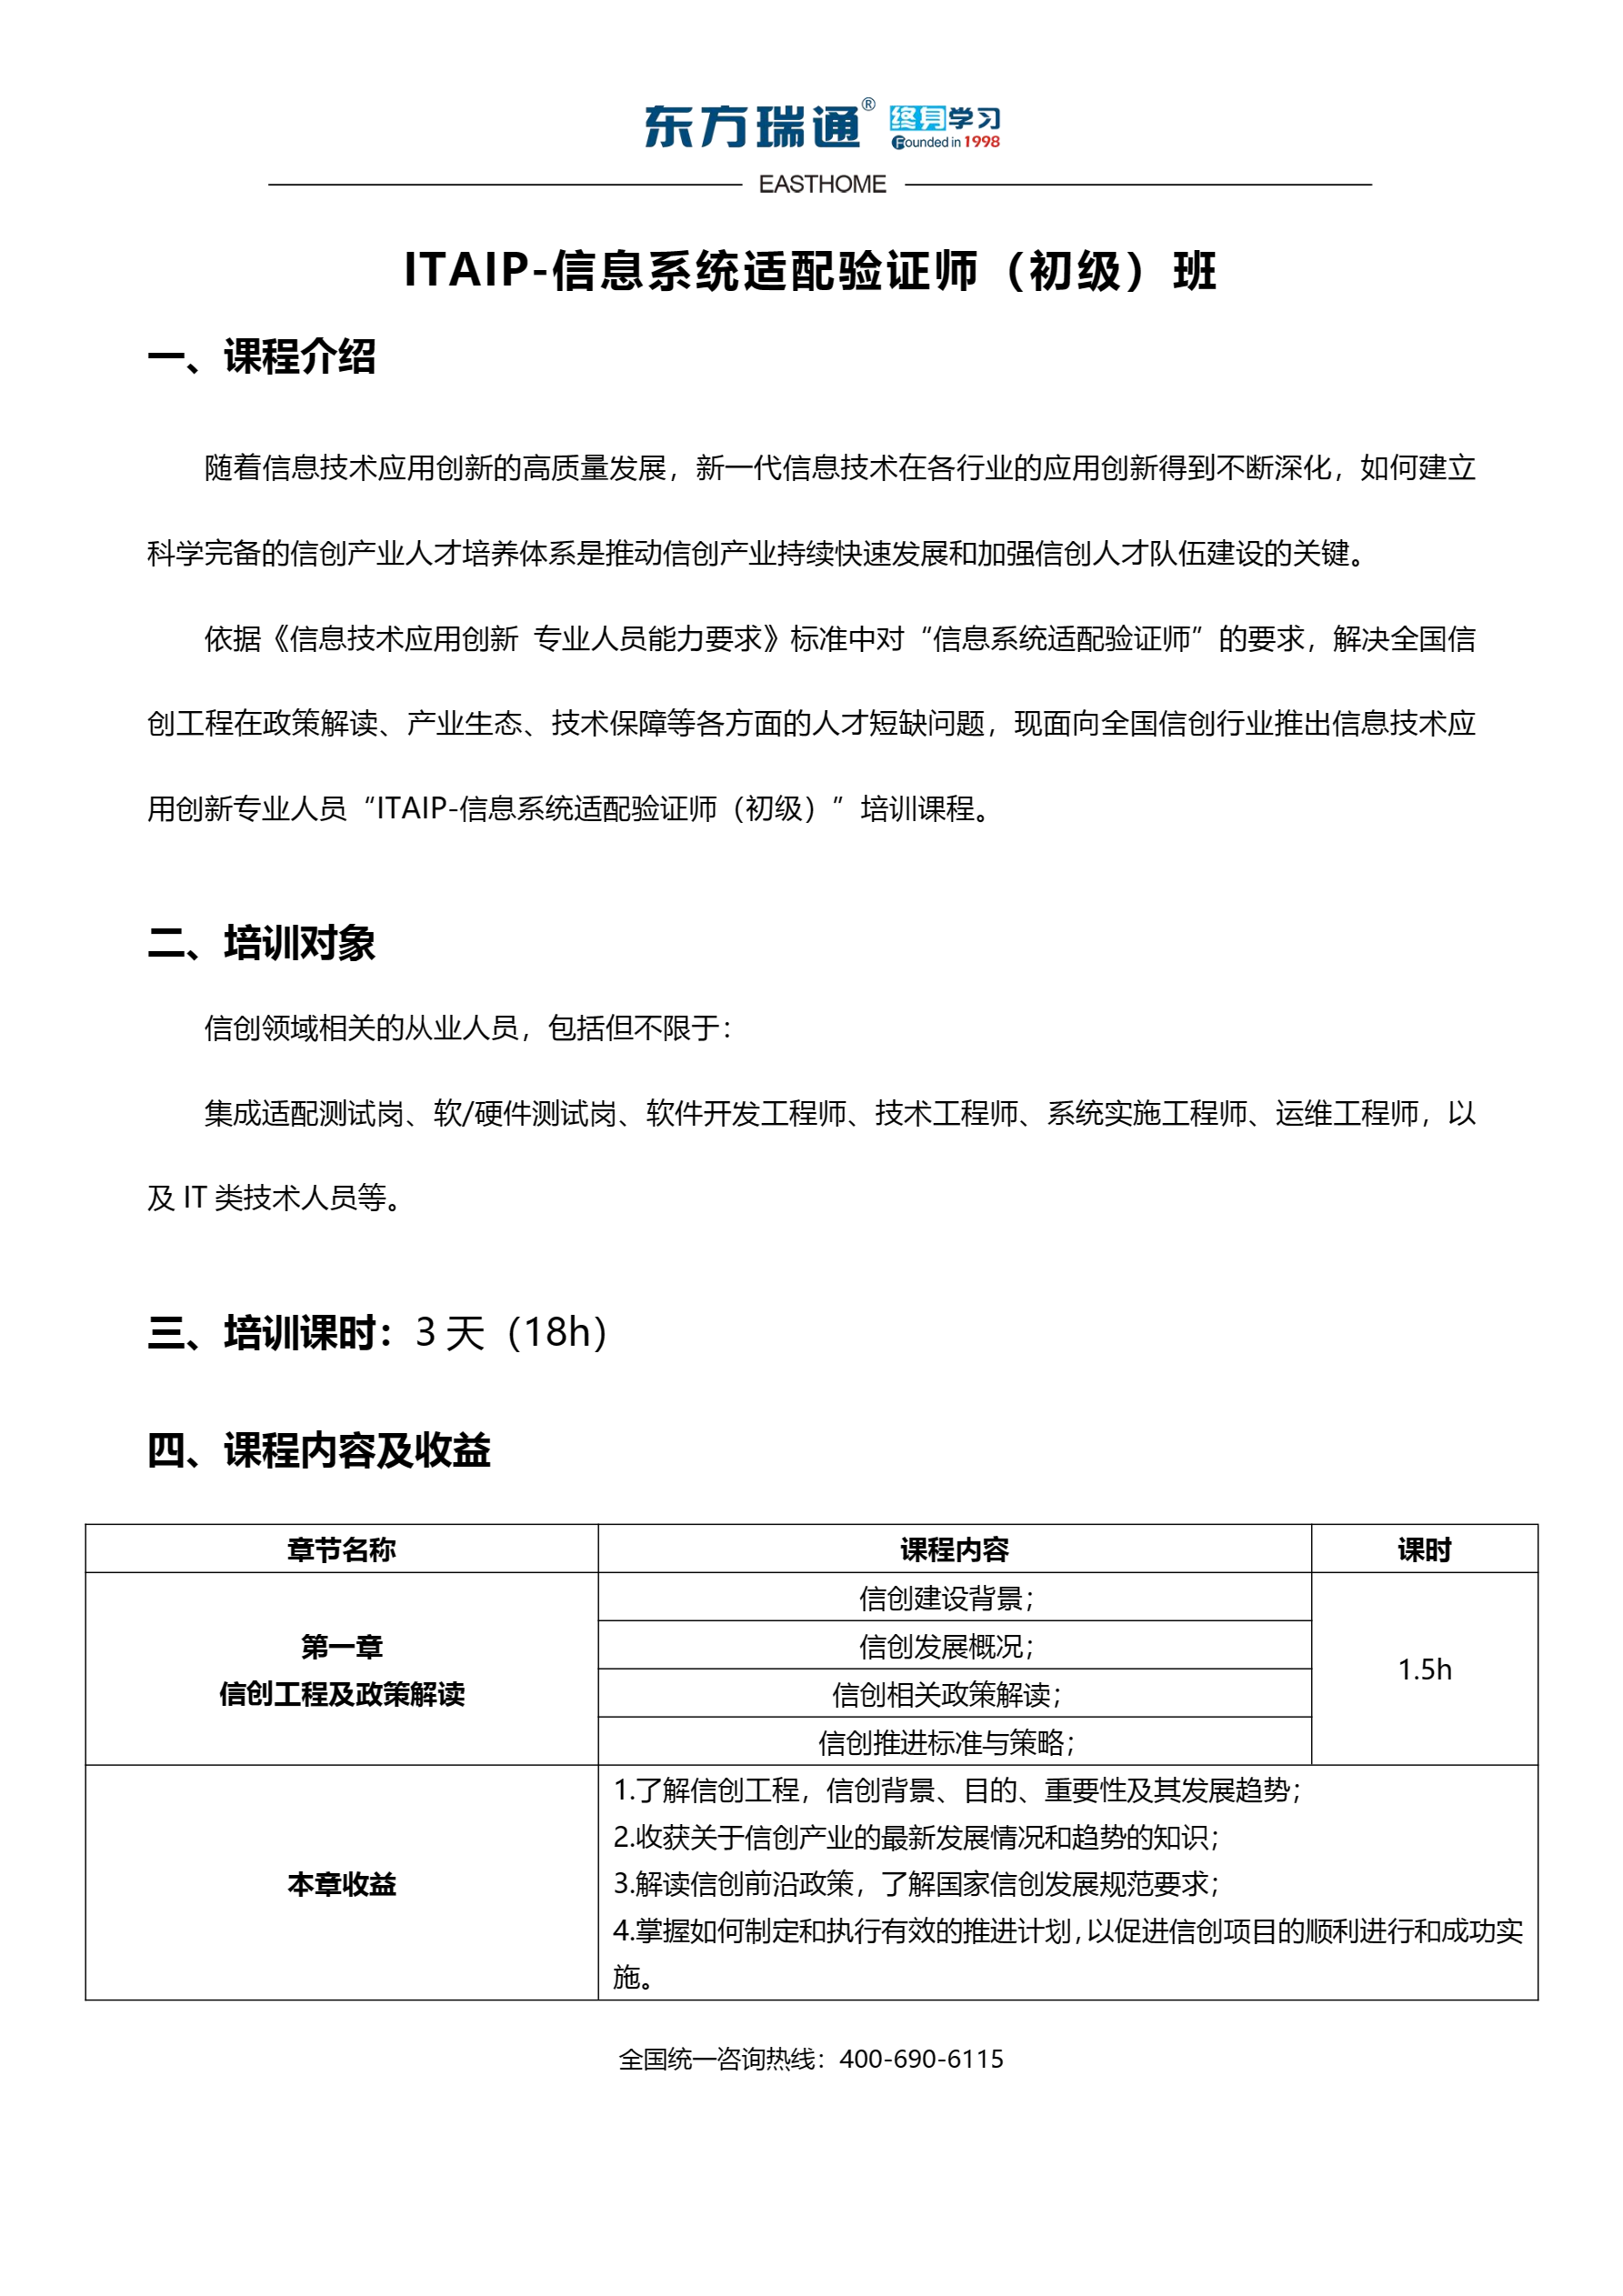 东方瑞通® 终身学习
Founded in 1998
EASTHOME
ITAIP-信息系统适配验证师（初级）班
一、课程介绍
随着信息技术应用创新的高质量发展，新一代信息技术在各行业的应用创新得到不断深化，如何建立
科学完备的信创产业人才培养体系是推动信创产业持续快速发展和加强信创人才队伍建设的关键。
依据《信息技术应用创新 专业人员能力要求》标准中对“信息系统适配验证师”的要求，解决全国信
创工程在政策解读、产业生态、技术保障等各方面的人才短缺问题，现面向全国信创行业推出信息技术应
用创新专业人员“ITAIP-信息系统适配验证师（初级）”培训课程。
二、培训对象
信创领域相关的从业人员，包括但不限于：
集成适配测试岗、软/硬件测试岗、软件开发工程师、技术工程师、系统实施工程师、运维工程师，以
及 IT 类技术人员等。
三、培训课时：3 天（18h）
四、课程内容及收益
章节名称 课程内容 课时
第一章
信创工程及政策解读
信创建设背景；
信创发展概况；
信创相关政策解读；
信创推进标准与策略；
1.5h
本章收益
1.了解信创工程，信创背景、目的、重要性及其发展趋势；
2.收获关于信创产业的最新发展情况和趋势的知识；
3.解读信创前沿政策，了解国家信创发展规范要求；
4.掌握如何制定和执行有效的推进计划，以促进信创项目的顺利进行和成功实
施。
全国统一咨询热线：400-690-6115